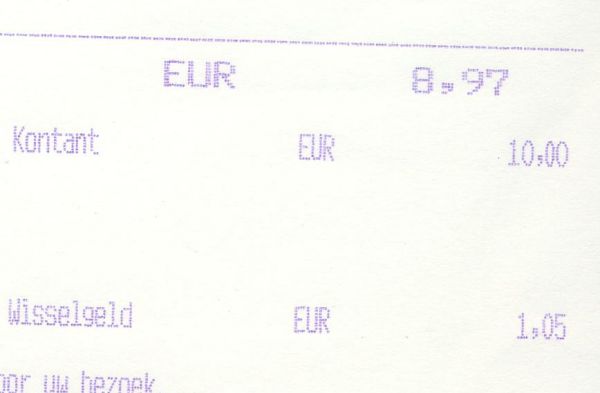 EUR 8,97
Kontant EUR 10,00
Wisselgeld EUR 1,05
oor uw bezoek